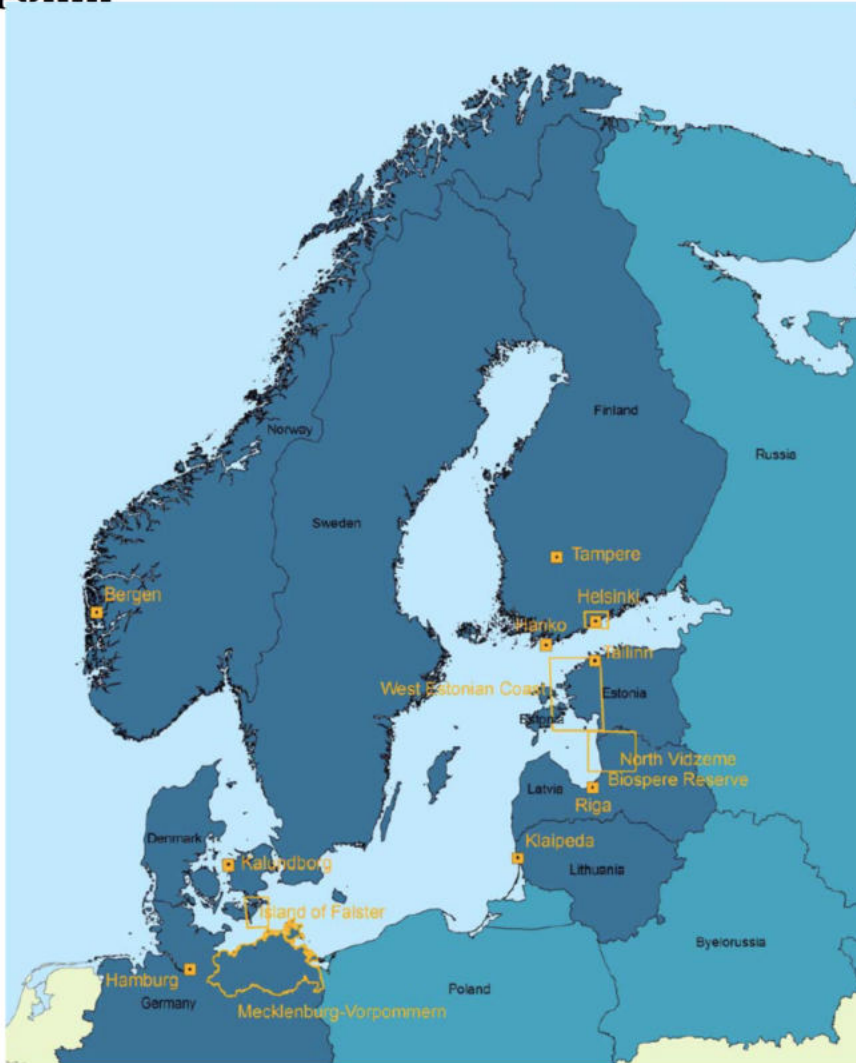 Finland
Norway
Russia
Sweden
Tampere
Helsinki
Bergen
Hanko
Tallinn
West Estonian Coast
Estonia
Estonia
North Vidzeme
Biospere Reserve
Latvia
Riga
Denmark
Klaipeda
Kalundborg
Lithuania
Island of Falster
Byelorussia
Hamburg
Germany
Poland
Mecklenburg-Vorpommern